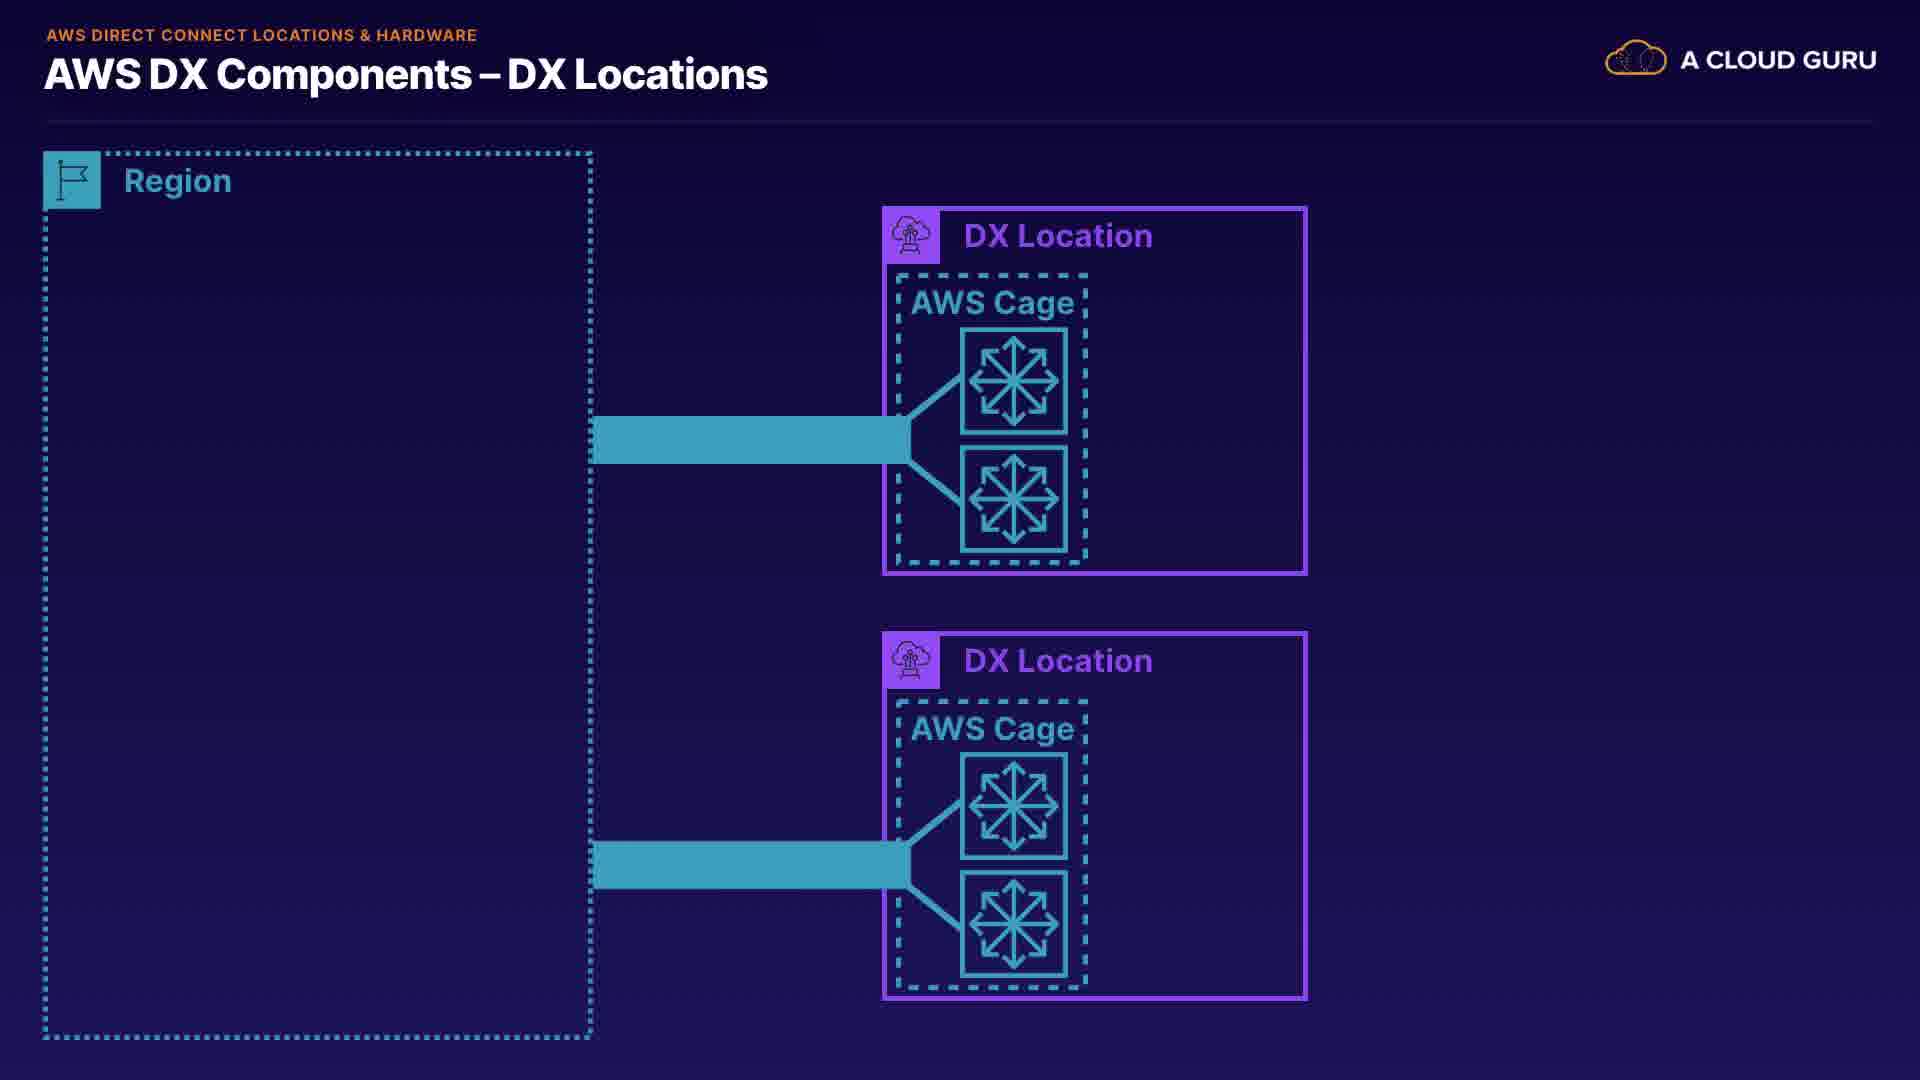 AWS DIRECT CONNECT LOCATIONS & HARDWARE
AWS DX Components – DX Locations
A CLOUD GURU
Region
DX Location
AWS Cage
DX Location
AWS Cage